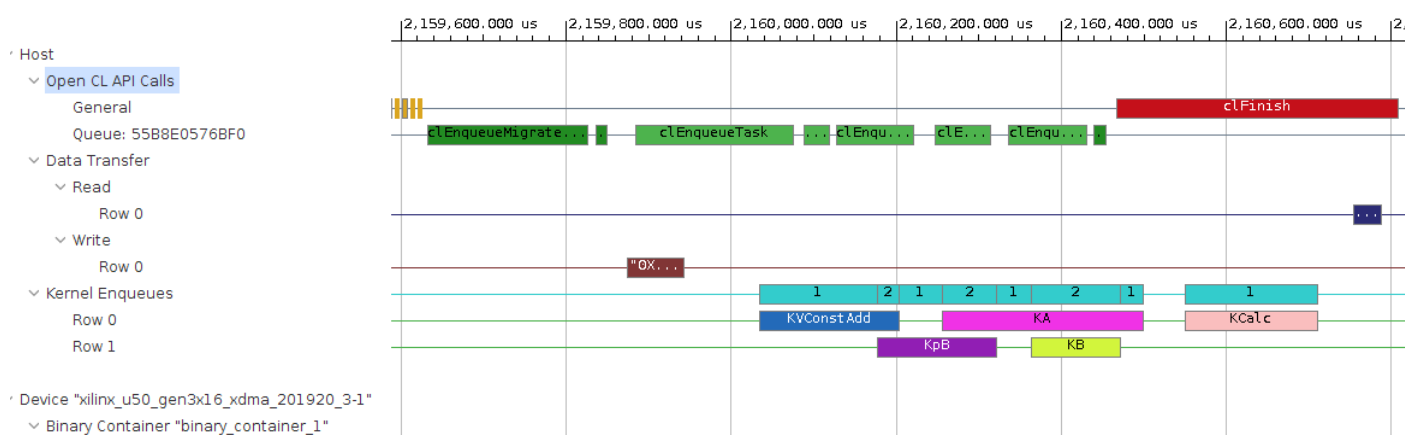 2,159,600.000 us 2,159,800.000 us 2,160,000.000 us 2,160,200.000 us 2,160,400.000 us 2,160,600.000 us 2,
Host
Open CL API Calls
General clFinish
Queue: 55B8E0576BF0 clEnqueueMigrate... . clEnqueueTask ... clEnqu... clE... clEnqu... .
Data Transfer
Read
Row 0 ...
Write
Row 0 "0X...
Kernel Enqueues 1 2 1 2 1 2 1 1
Row 0 KVConstAdd KA KCalc
Row 1 KpB KB
Device "xilinx_u50_gen3x16_xdma_201920_3-1"
Binary Container "binary_container_1"